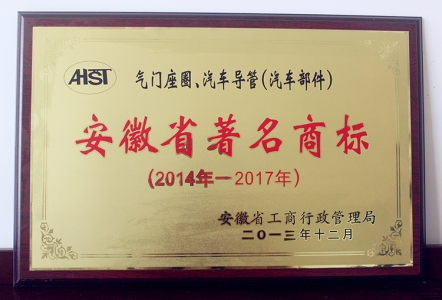 AHST 气门座圈、汽车导管(汽车部件)
安徽省著名商标
(2014年—2017年)
安徽省工商行政管理局
二〇一三年十二月